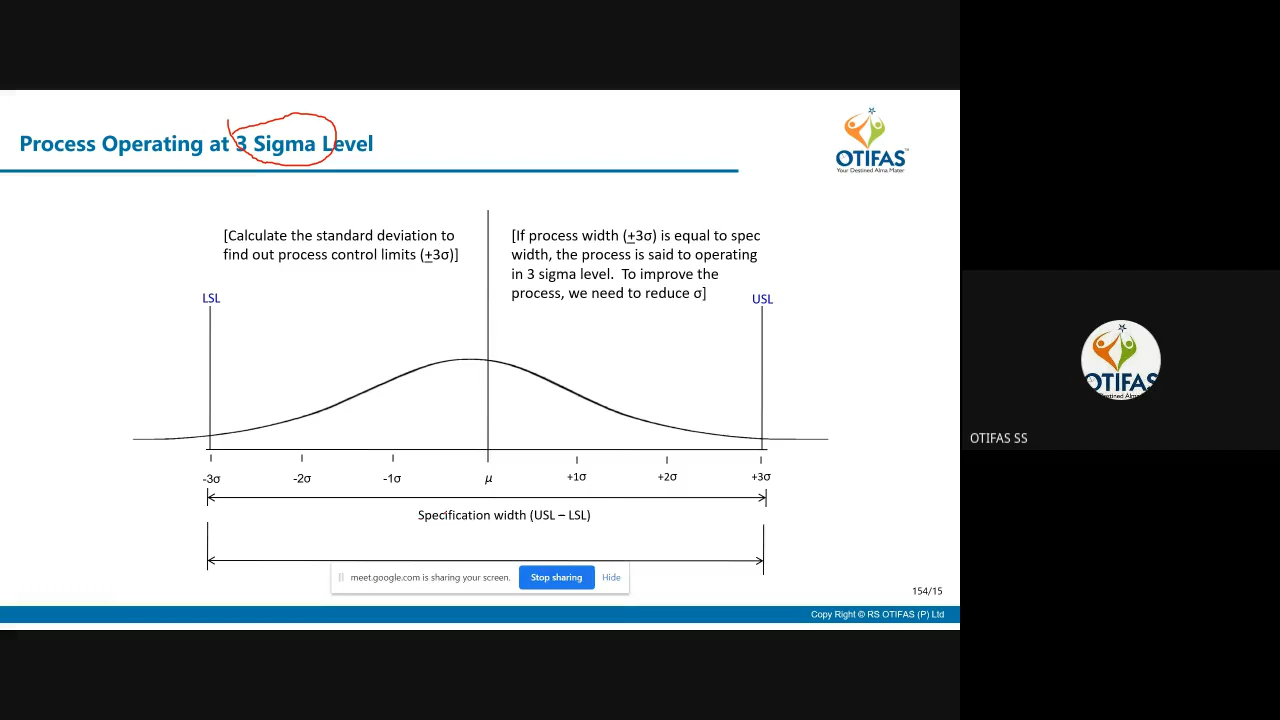 Process Operating at 3 Sigma Level
OTIFAS
TM
Your Destined Alma Mater
[Calculate the standard deviation to
find out process control limits (+3σ)]
[If process width (+3σ) is equal to spec
width, the process is said to operating
in 3 sigma level. To improve the
process, we need to reduce σ]
LSL
USL
-3σ
-2σ
-1σ
μ
+1σ
+2σ
+3σ
Specification width (USL – LSL)
meet.google.com is sharing your screen.
Stop sharing
Hide
154/15
Copy Right © RS OTIFAS (P) Ltd
OTIFAS
OTIFAS SS